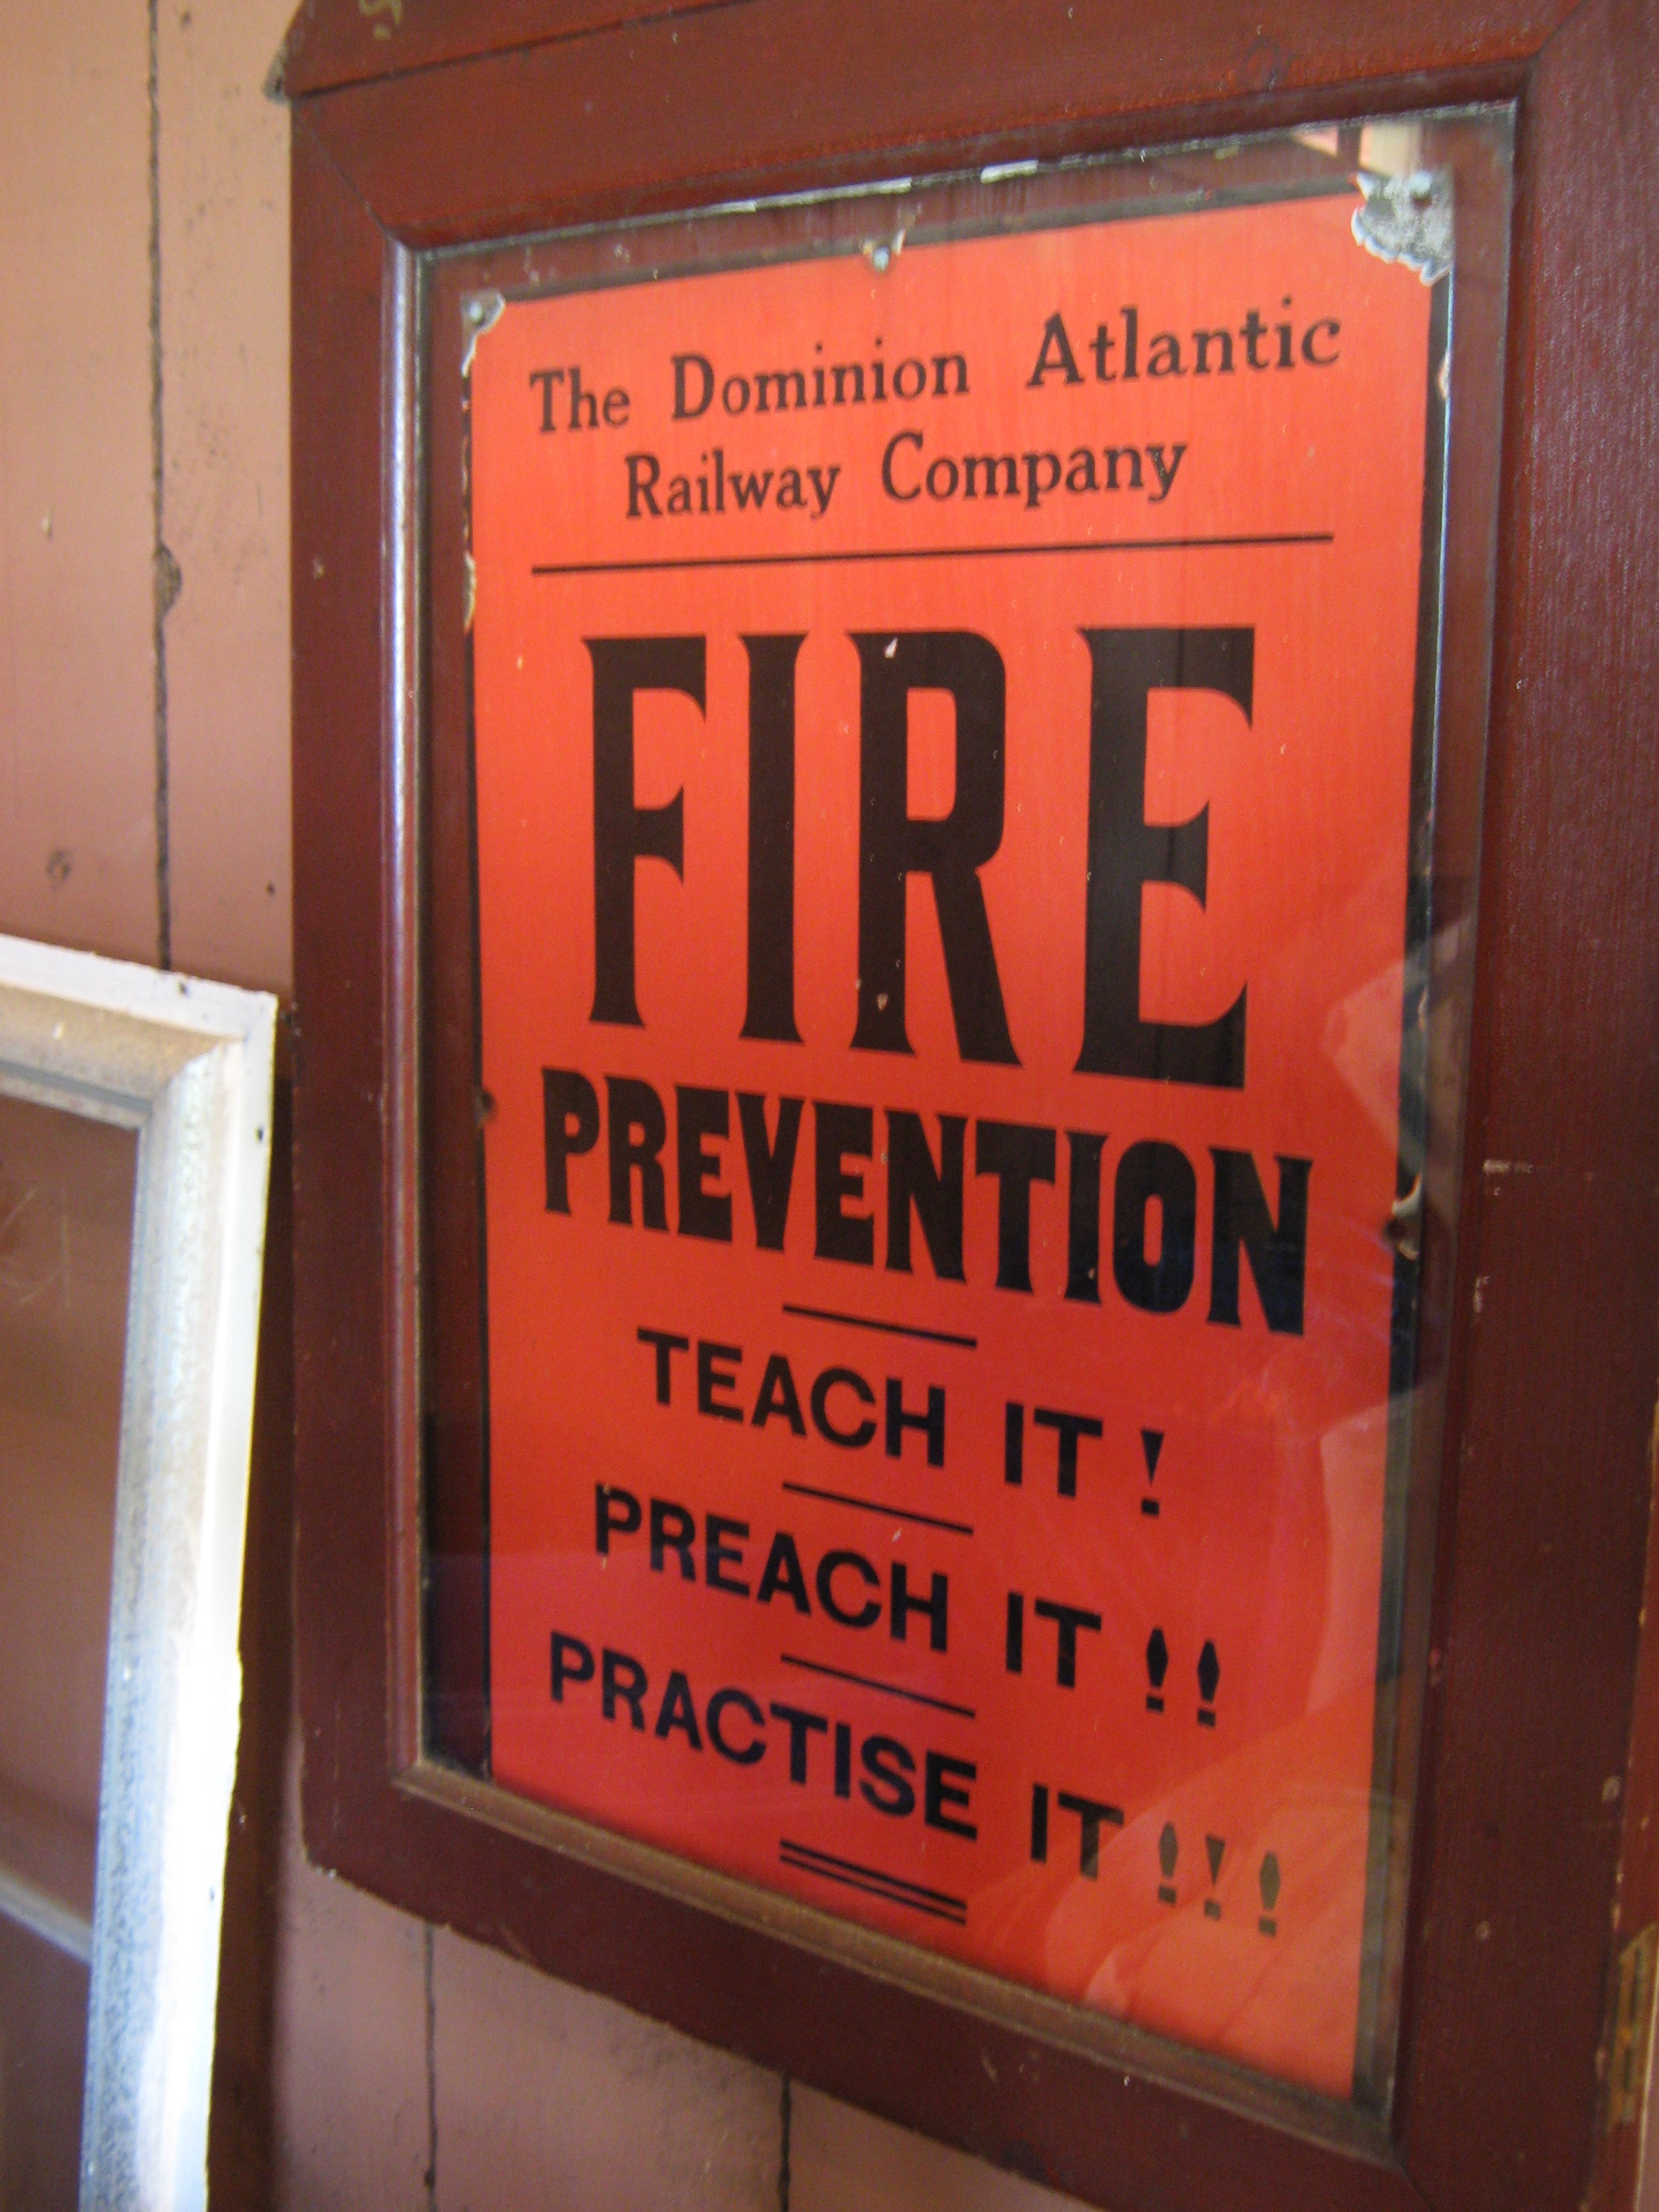 The Dominion Atlantic
Railway Company
FIRE
PREVENTION
TEACH IT !
PREACH IT !!
PRACTISE IT !!!